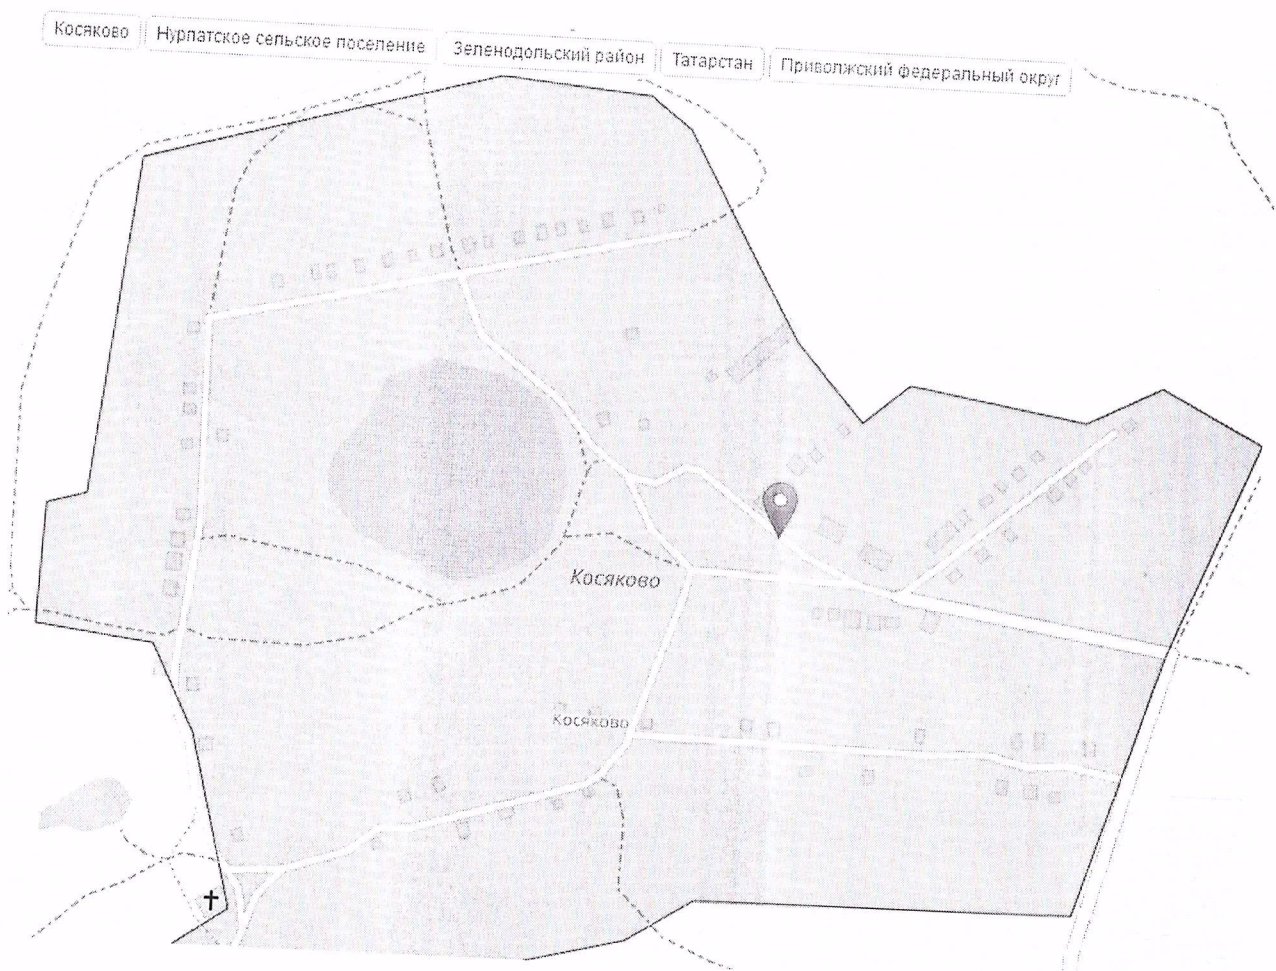 Косяково Нурлатское сельское поселение Зеленодольский район Татарстан Приволжский федеральный округ
Косяково
Косяково